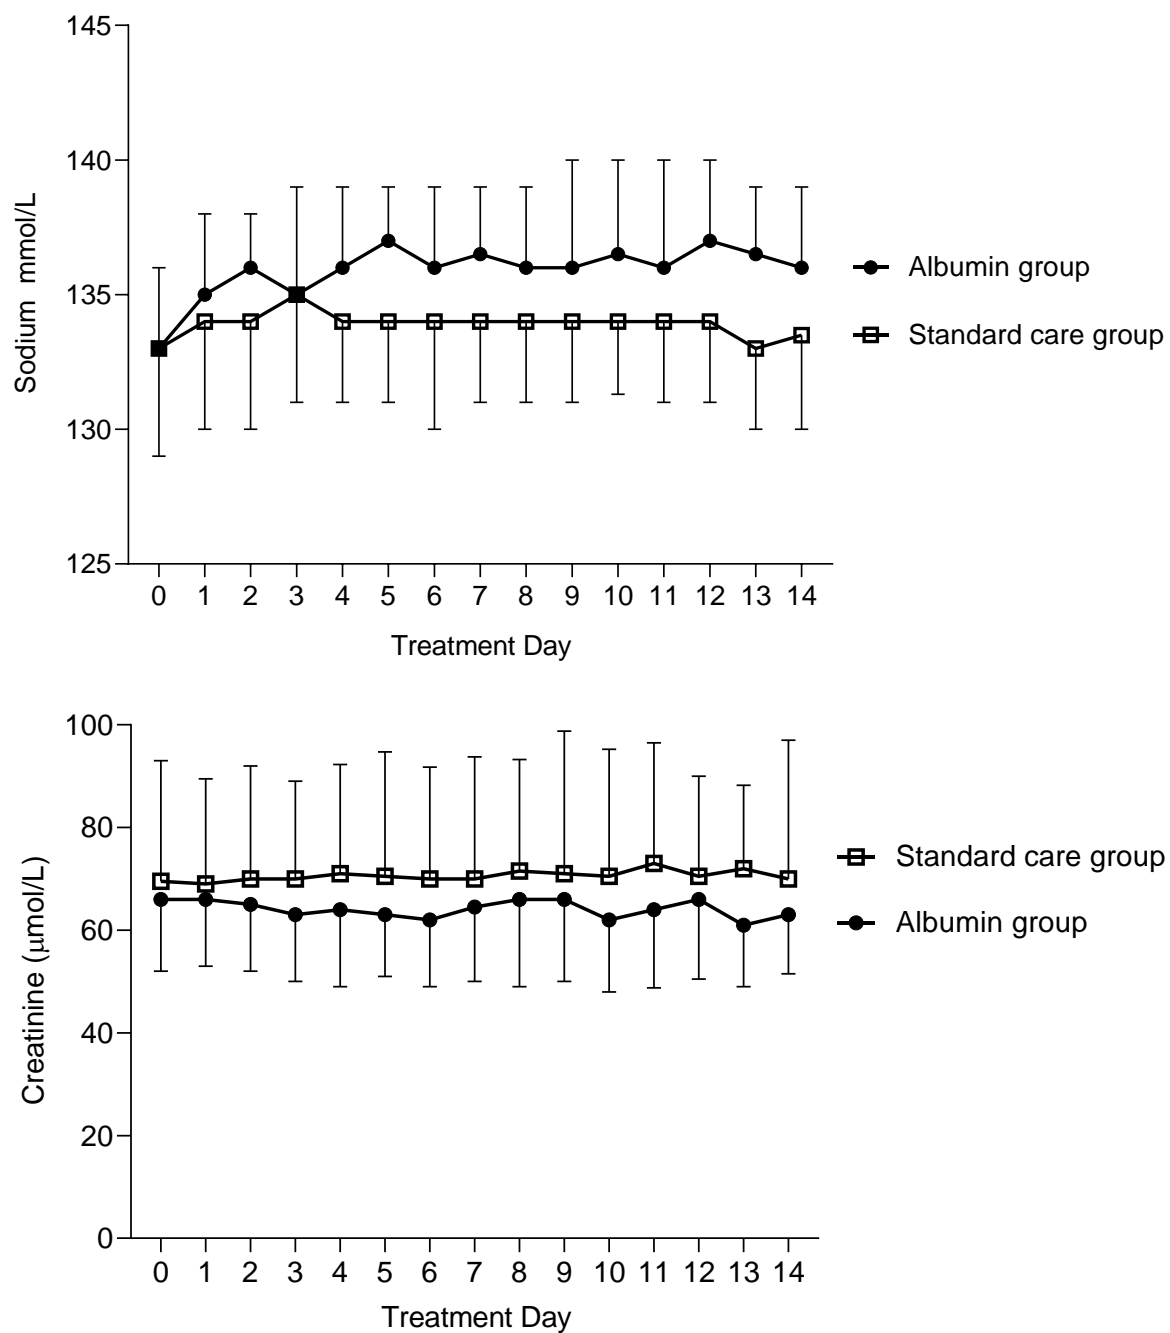 145
140
135
130
125
Sodium mmol/L
0 1 2 3 4 5 6 7 8 9 10 11 12 13 14
Treatment Day
Albumin group
Standard care group
100
80
60
40
20
0
Creatinine (μmol/L)
0 1 2 3 4 5 6 7 8 9 10 11 12 13 14
Treatment Day
Standard care group
Albumin group